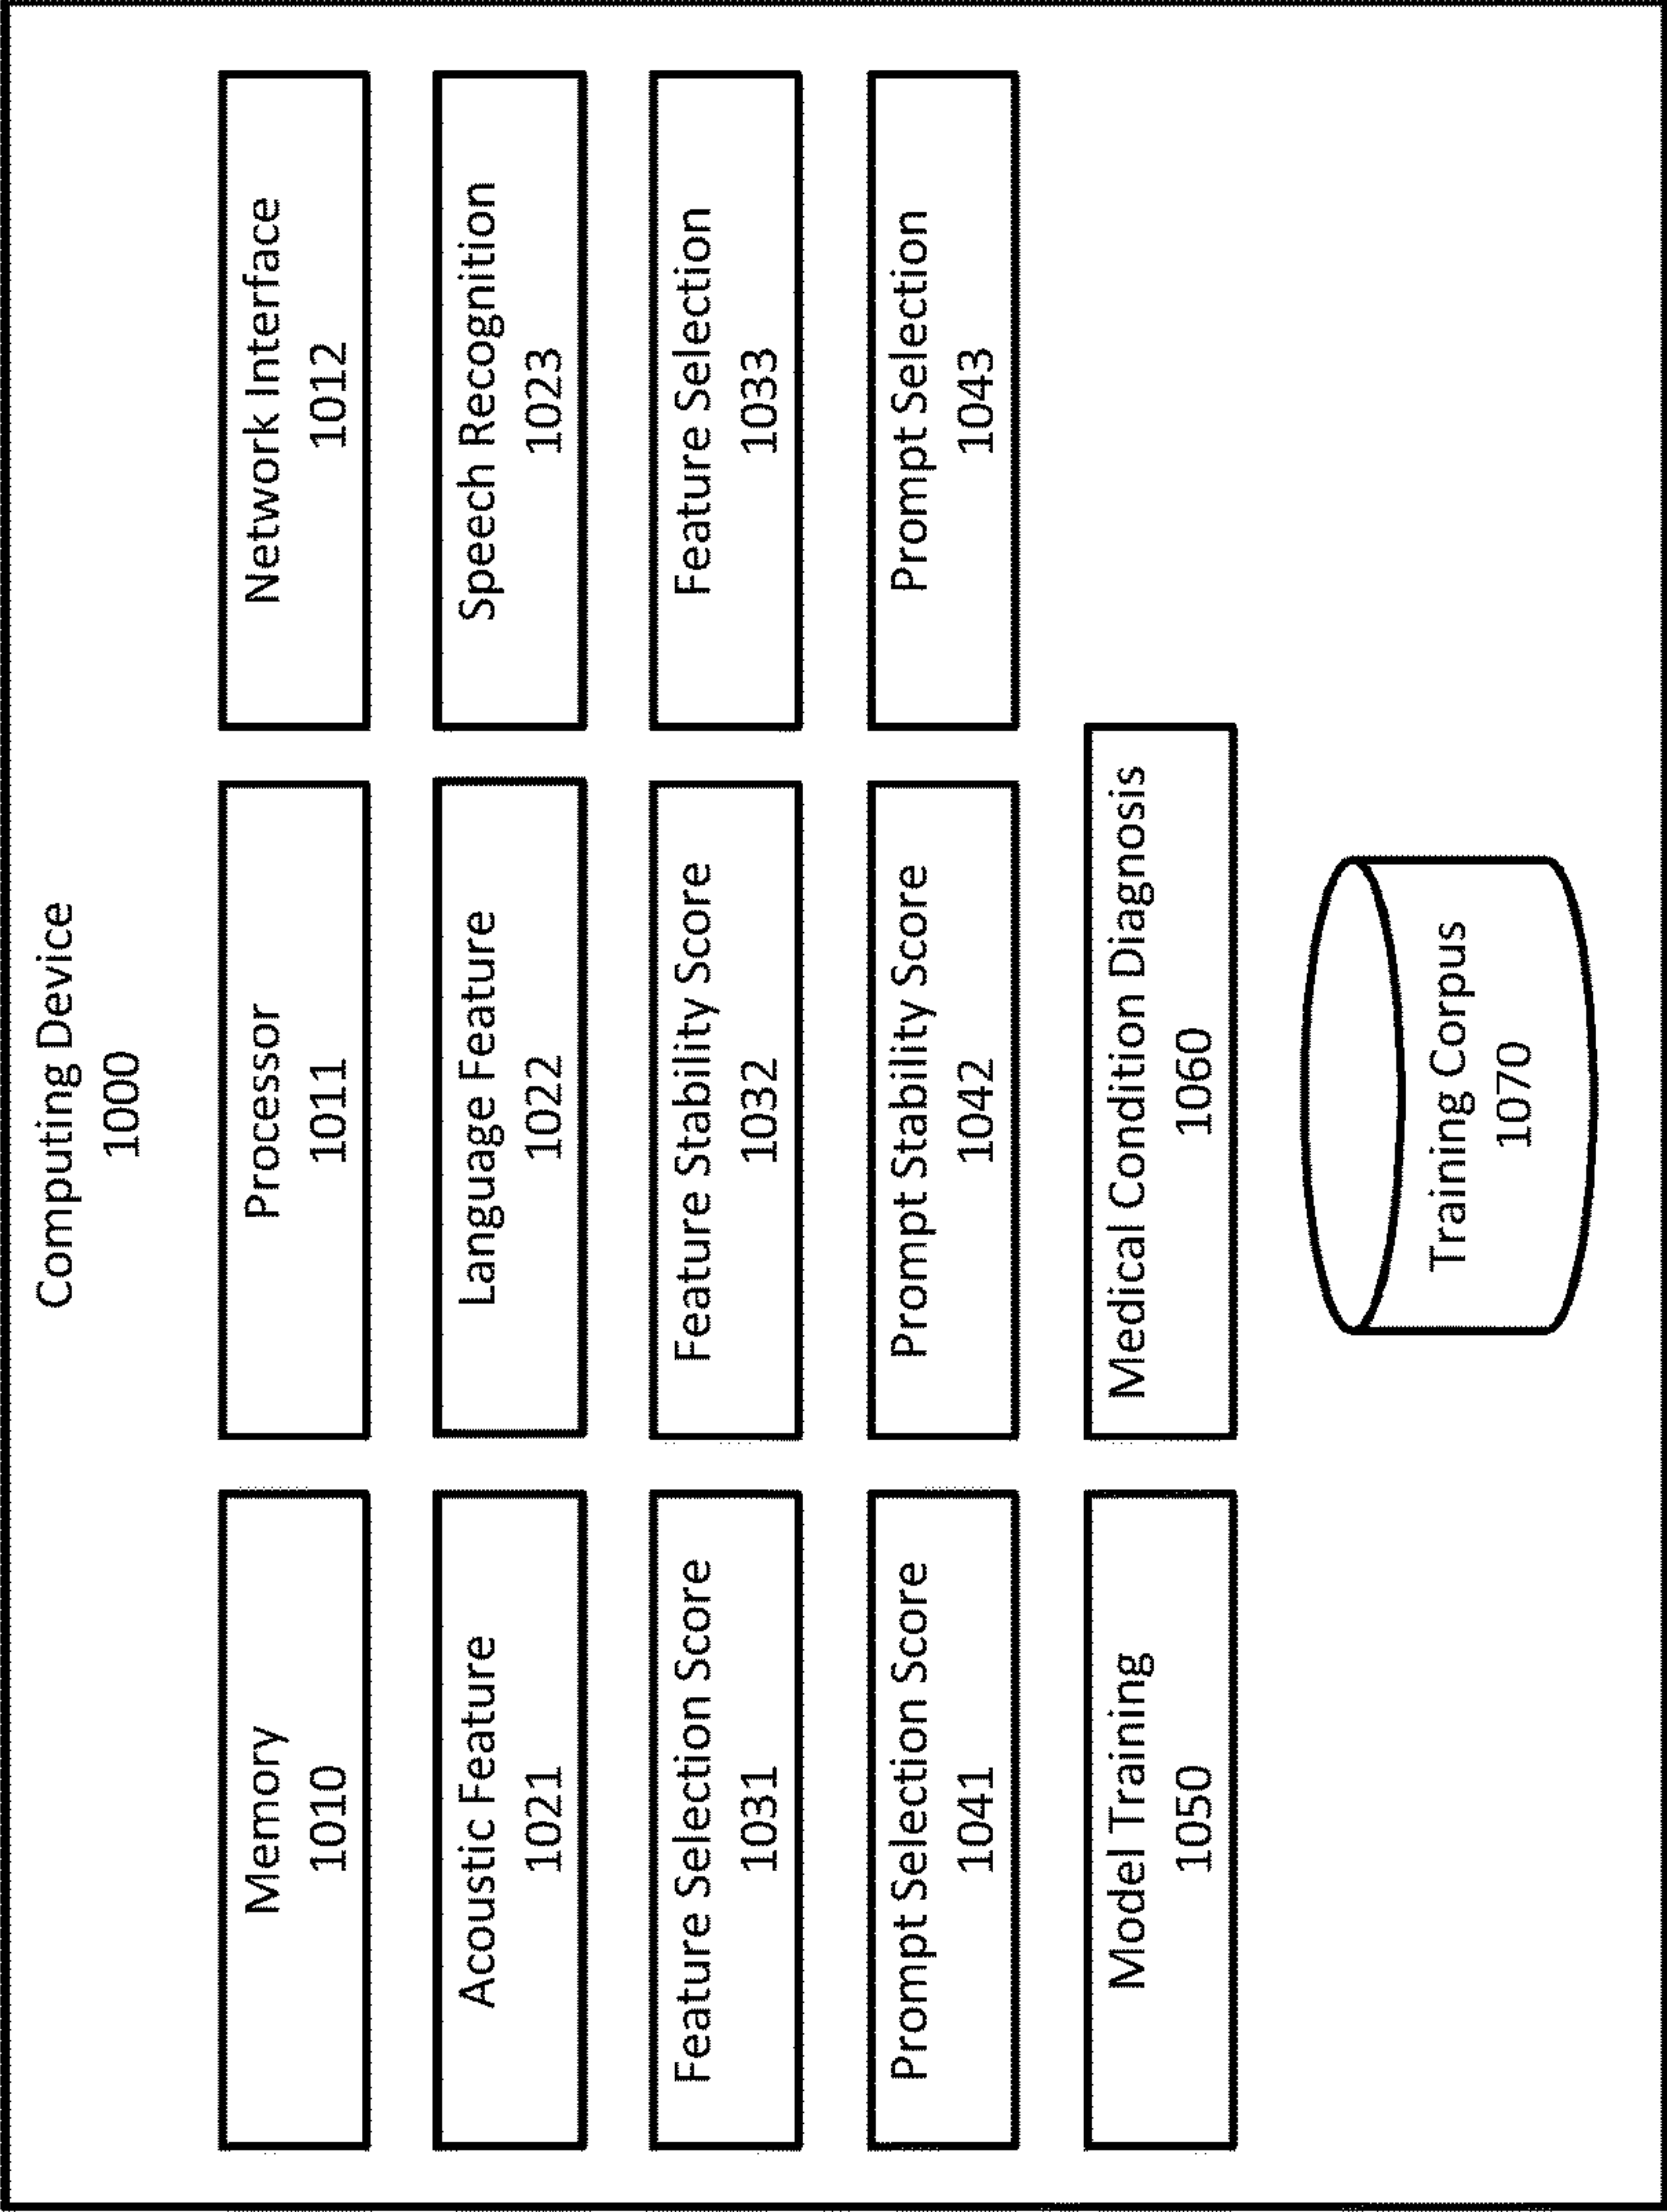 Computing Device
1000
Memory
1010
Processor
1011
Network Interface
1012
Acoustic Feature
1021
Language Feature
1022
Speech Recognition
1023
Feature Selection Score
1031
Feature Stability Score
1032
Feature Selection
1033
Prompt Selection Score
1041
Prompt Stability Score
1042
Prompt Selection
1043
Model Training
1050
Medical Condition Diagnosis
1060
Training Corpus
1070